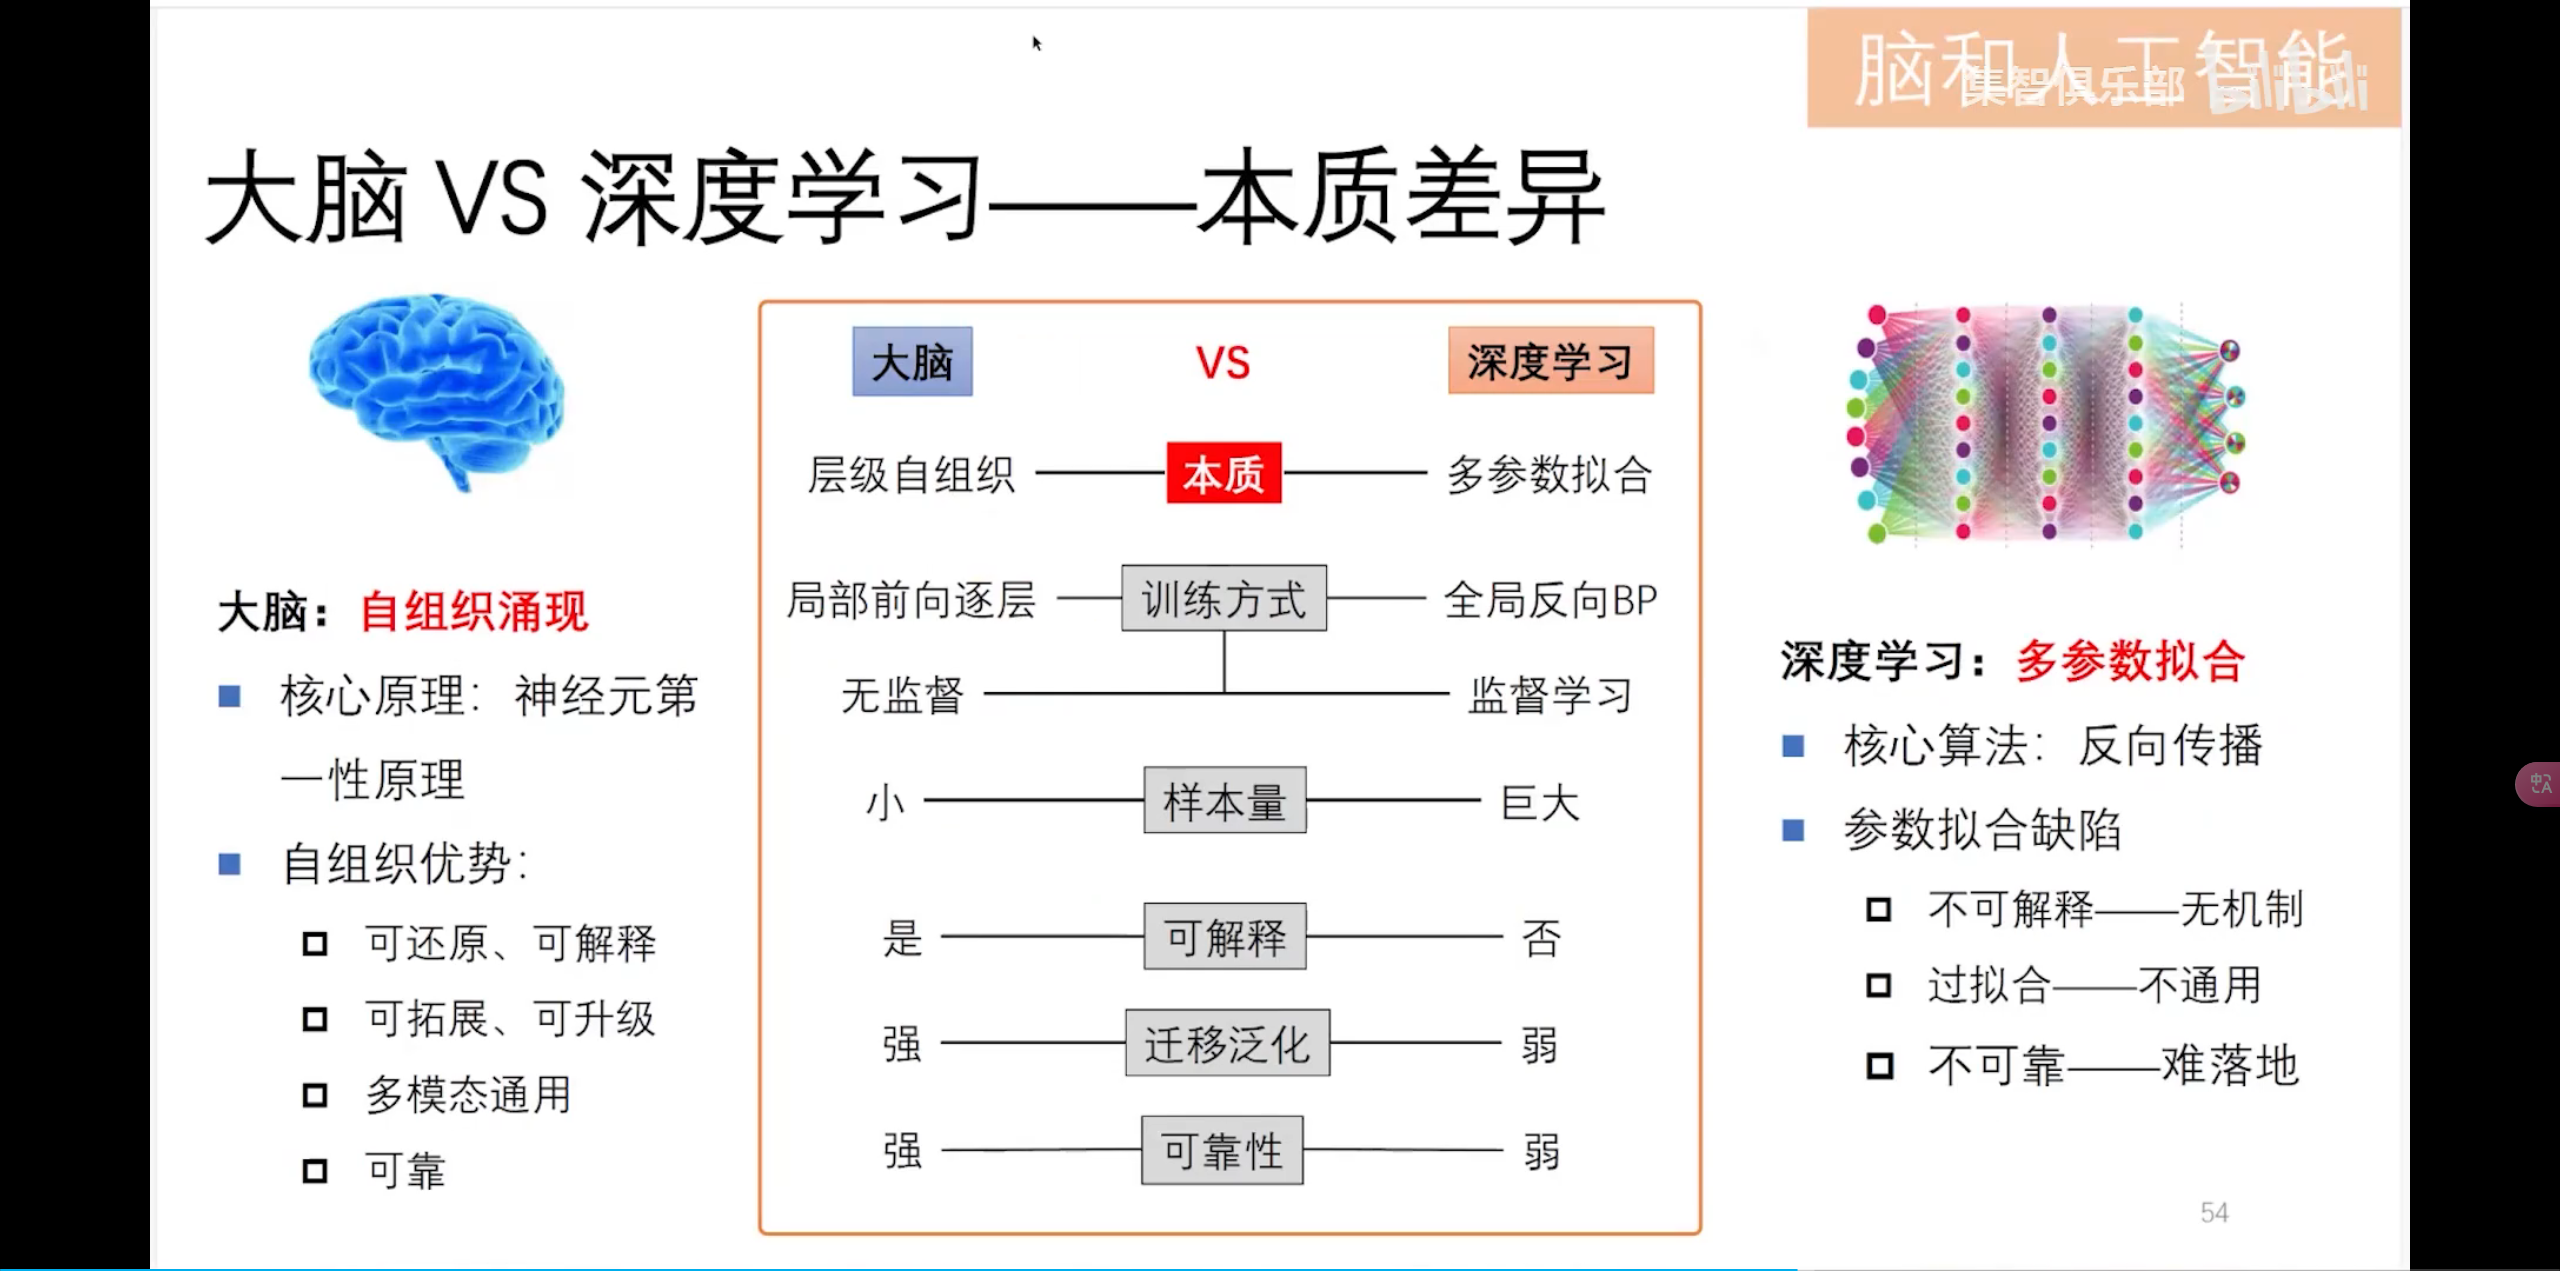 脑和人工智能
集智俱乐部 bilibili
大脑 VS 深度学习——本质差异
大脑：自组织涌现
核心原理：神经元第
一性原理
自组织优势：
可还原、可解释
可拓展、可升级
多模态通用
可靠
大脑 VS 深度学习
层级自组织 本质 多参数拟合
局部前向逐层 训练方式 全局反向BP
无监督 监督学习
小 样本量 巨大
是 可解释 否
强 迁移泛化 弱
强 可靠性 弱
深度学习：多参数拟合
核心算法：反向传播
参数拟合缺陷
不可解释——无机制
过拟合——不通用
不可靠——难落地
54
中A